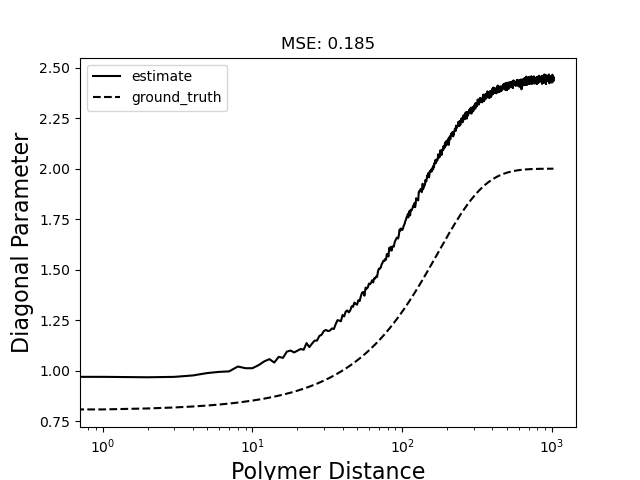 MSE: 0.185
estimate
ground_truth
Diagonal Parameter
2.50
2.25
2.00
1.75
1.50
1.25
1.00
0.75
10⁰
10¹
10²
10³
Polymer Distance